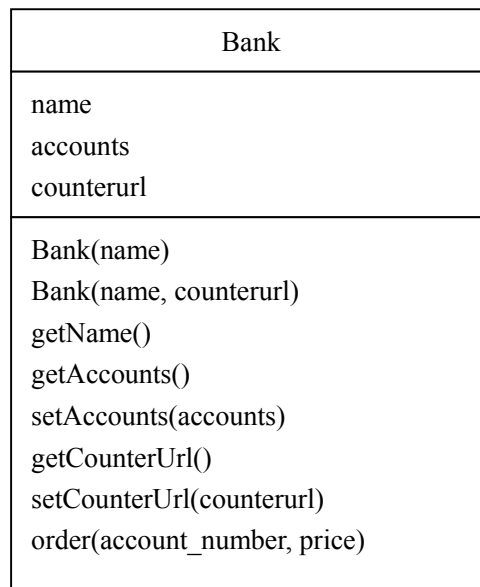 Bank
name
accounts
counterurl
Bank(name)
Bank(name, counterurl)
getName()
getAccounts()
setAccounts(accounts)
getCounterUrl()
setCounterUrl(counterurl)
order(account_number, price)